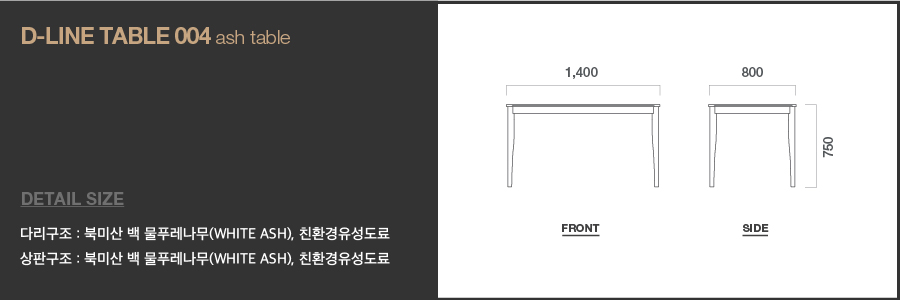 D-LINE TABLE 004 ash table
DETAIL SIZE
다리구조 : 북미산 백 물푸레나무(WHITE ASH), 친환경유성도료
상판구조 : 북미산 백 물푸레나무(WHITE ASH), 친환경유성도료
1,400
800
750
FRONT
SIDE